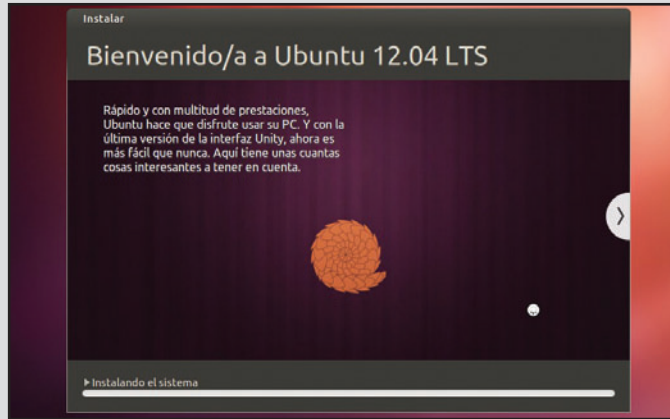 Instalar
Bienvenido/a a Ubuntu 12.04 LTS
Rápido y con multitud de prestaciones,
Ubuntu hace que disfrute usar su PC. Y con la
última versión de la interfaz Unity, ahora es
más fácil que nunca. Aquí tiene unas cuantas
cosas interesantes a tener en cuenta.
Instalando el sistema